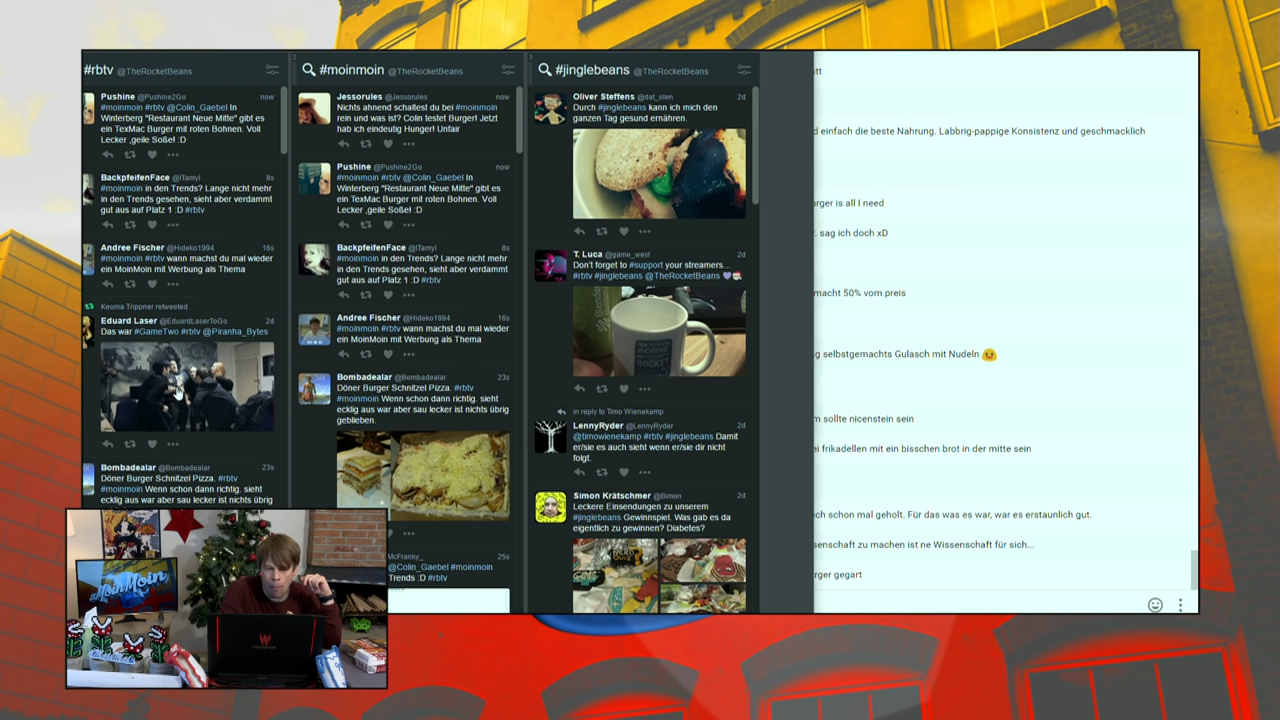 #rbtv @TheRocketBeans
Pushine @Pushine2Go now
#moinmoin #rbtv @Colin_Gaebel In
Winterberg "Restaurant Neue Mitte" gibt es
ein TexMac Burger mit roten Bohnen. Voll
Lecker ,geile Soße! :D
BackpfeifenFace @ITamyl 8s
#moinmoin in den Trends? Lange nicht mehr
in den Trends gesehen, sieht aber verdammt
gut aus auf Platz 1 :D #rbtv
Andree Fischer @Hideko1994 16s
#moinmoin #rbtv wann machst du mal wieder
ein MoinMoin mit Werbung als Thema
Keoma Trippner retweeted
Eduard Laser @EduardLaserToGo 2d
Das war #GameTwo #rbtv @Piranha_Bytes
Bombadealar @Bombadealar 23s
Döner Burger Schnitzel Pizza. #rbtv
#moinmoin Wenn schon dann richtig. sieht
ecklig aus war aber sau lecker ist nichts übrig
#moinmoin @TheRocketBeans
Jessorules @Jessorules now
Nichts ahnend schaltest du bei #moinmoin
rein und was ist? Colin testet Burger! Jetzt
hab ich eindeutig Hunger! Unfair
Pushine @Pushine2Go now
#moinmoin #rbtv @Colin_Gaebel In
Winterberg "Restaurant Neue Mitte" gibt es
ein TexMac Burger mit roten Bohnen. Voll
Lecker ,geile Soße! :D
BackpfeifenFace @ITamyl 8s
#moinmoin in den Trends? Lange nicht mehr
in den Trends gesehen, sieht aber verdammt
gut aus auf Platz 1 :D #rbtv
Andree Fischer @Hideko1994 16s
#moinmoin #rbtv wann machst du mal wieder
ein MoinMoin mit Werbung als Thema
Bombadealar @Bombadealar 23s
Döner Burger Schnitzel Pizza. #rbtv
#moinmoin Wenn schon dann richtig. sieht
ecklig aus war aber sau lecker ist nichts übrig
geblieben.
McFranky_ 25s
@Colin_Gaebel #moinmoin
Trends :D #rbtv
#jinglebeans @TheRocketBeans
Oliver Steffens @dat_olen 2d
Durch #jinglebeans kann ich mich den
ganzen Tag gesund ernähren.
T. Luca @game_west 2d
Don't forget to #support your streamers...
#rbtv #jinglebeans @TheRocketBeans 💜🎅
ROCKET
in reply to Timo Wienekamp
LennyRyder @LennyRyder 2d
@timowienekamp #rbtv #jinglebeans Damit
er/sie es auch sieht wenn er/sie dir nicht
folgt.
Simon Krätschmer @Bimon 2d
Leckere Einsendungen zu unserem
#jinglebeans Gewinnspiel. Was gab es da
eigentlich zu gewinnen? Diabetes?
tt
d einfach die beste Nahrung. Labbrig-pappige Konsistenz und geschmacklich
urger is all I need
. sag ich doch xD
macht 50% vom preis
g selbstgemachts Gulasch mit Nudeln
m sollte nicenstein sein
ei frikadellen mit ein bisschen brot in der mitte sein
ch schon mal geholt. Für das was es war, war es erstaunlich gut.
senschaft zu machen ist ne Wissenschaft für sich...
rger gegart
#MoinMoin
PREDATOR